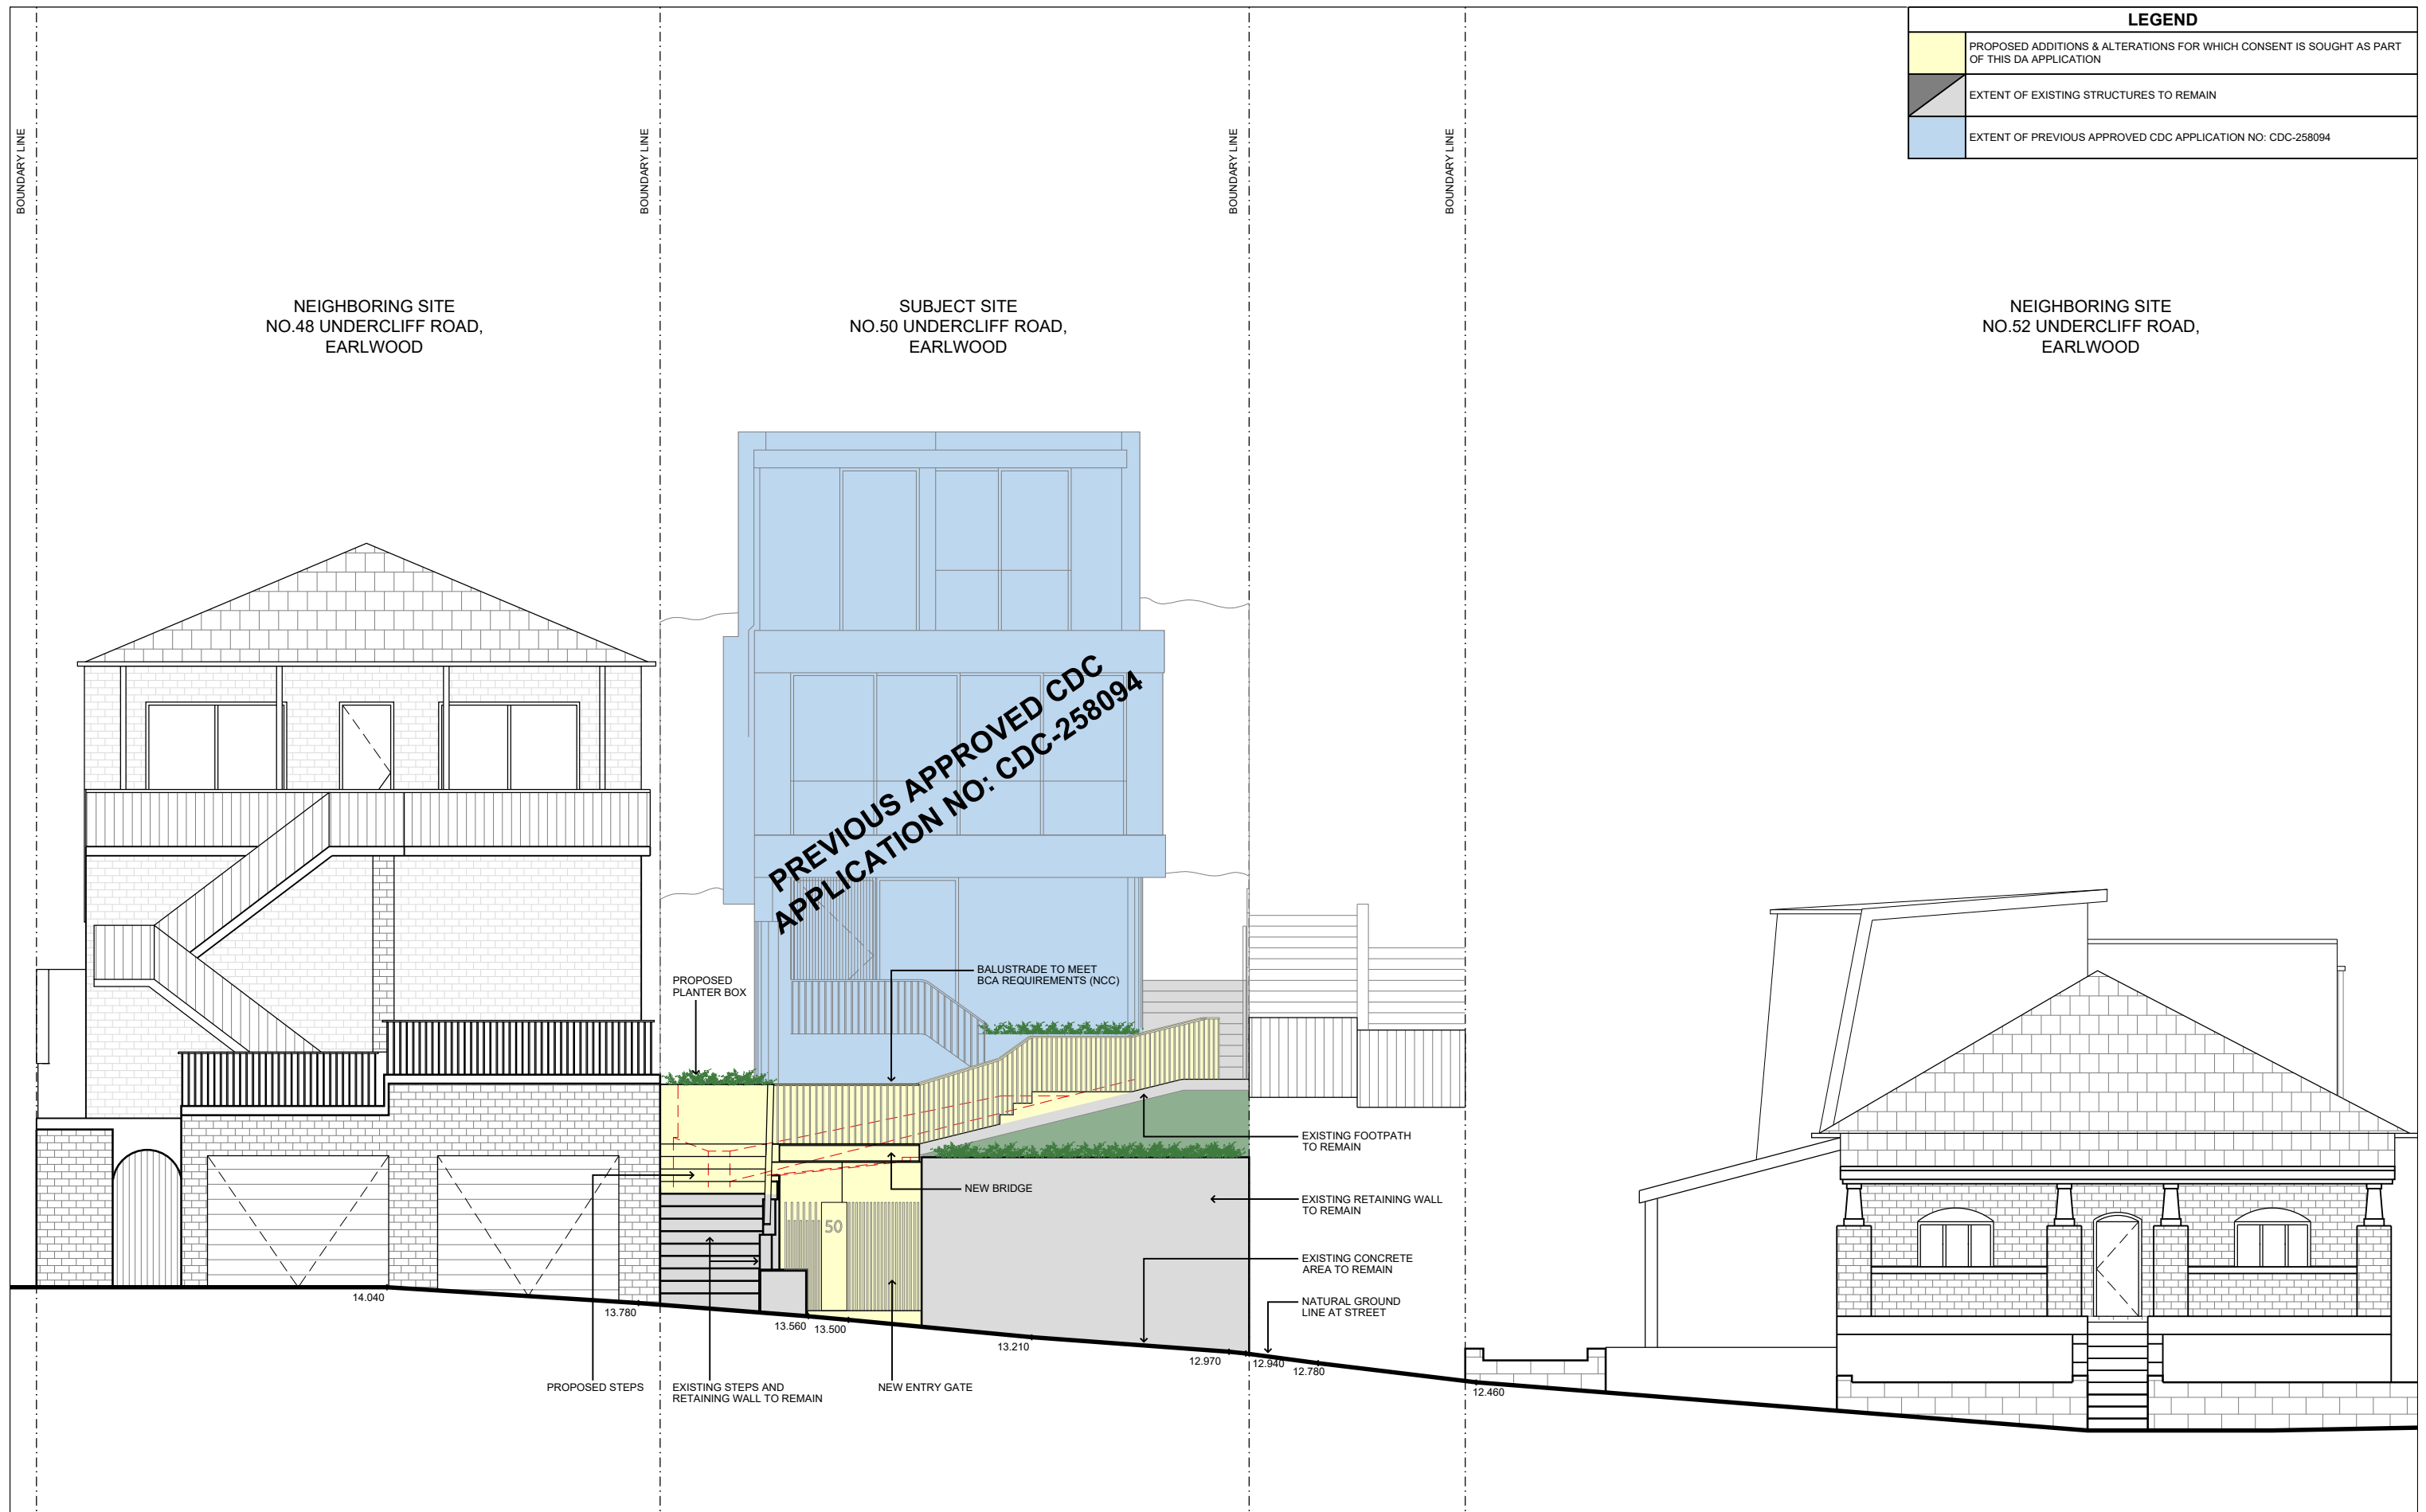 LEGEND
PROPOSED ADDITIONS & ALTERATIONS FOR WHICH CONSENT IS SOUGHT AS PART
OF THIS DA APPLICATION
EXTENT OF EXISTING STRUCTURES TO REMAIN
EXTENT OF PREVIOUS APPROVED CDC APPLICATION NO: CDC-258094
BOUNDARY LINE
BOUNDARY LINE
BOUNDARY LINE
BOUNDARY LINE
NEIGHBORING SITE
NO.48 UNDERCLIFF ROAD,
EARLWOOD
SUBJECT SITE
NO.50 UNDERCLIFF ROAD,
EARLWOOD
NEIGHBORING SITE
NO.52 UNDERCLIFF ROAD,
EARLWOOD
PREVIOUS APPROVED CDC
APPLICATION NO: CDC-258094
PROPOSED
PLANTER BOX
BALUSTRADE TO MEET
BCA REQUIREMENTS (NCC)
EXISTING FOOTPATH
TO REMAIN
NEW BRIDGE
EXISTING RETAINING WALL
TO REMAIN
50
EXISTING CONCRETE
AREA TO REMAIN
NATURAL GROUND
LINE AT STREET
14.040
13.780
13.560
13.500
13.210
12.970
12.940
12.780
12.460
PROPOSED STEPS
EXISTING STEPS AND
RETAINING WALL TO REMAIN
NEW ENTRY GATE